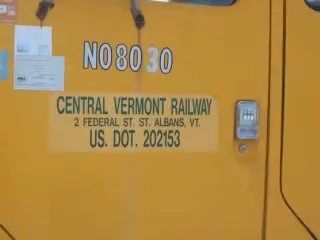 NO8030
CENTRAL VERMONT RAILWAY
2 FEDERAL ST. ST. ALBANS, VT.
US. DOT. 202153